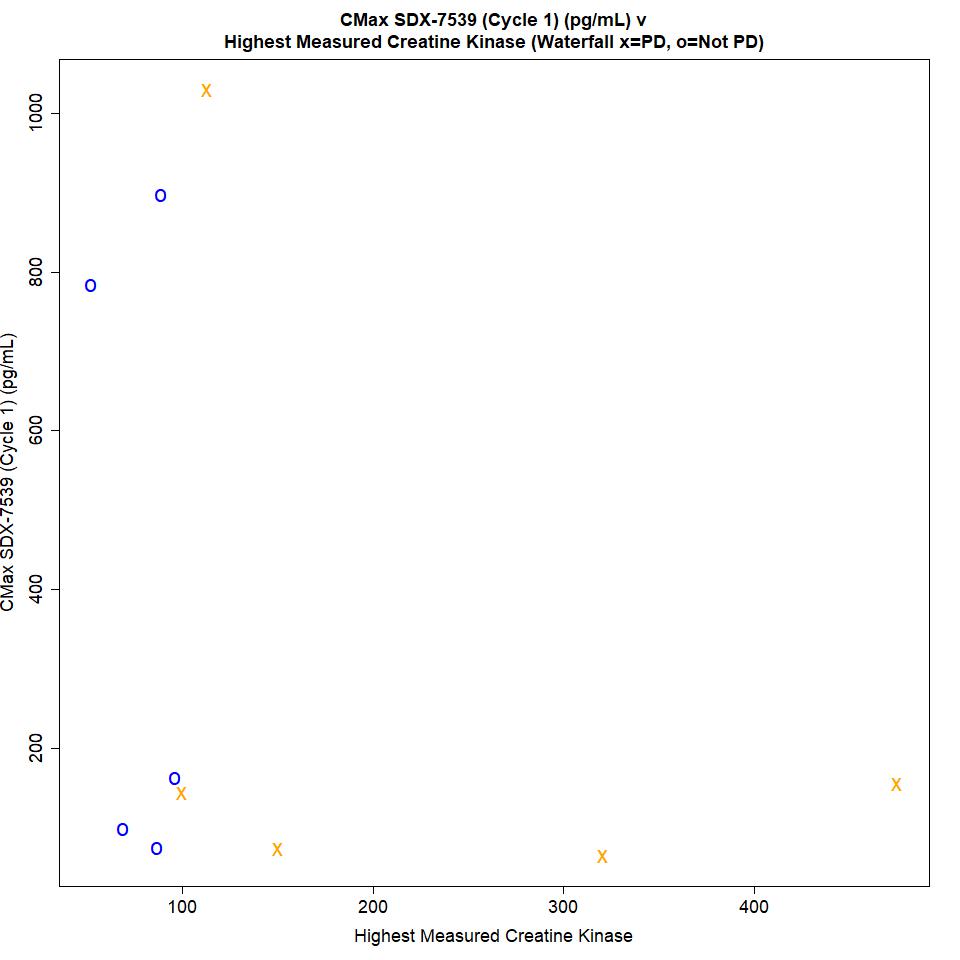 CMax SDX-7539 (Cycle 1) (pg/mL) v
Highest Measured Creatine Kinase (Waterfall x=PD, o=Not PD)
CMax SDX-7539 (Cycle 1) (pg/mL)
1000
800
600
400
200
X
O
O
O
X
O
O
X
X
X
100
200
300
400
Highest Measured Creatine Kinase